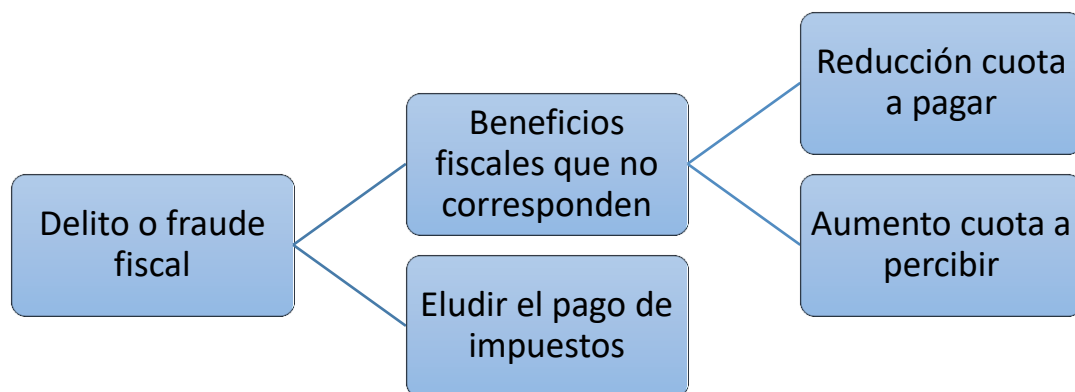 Delito o fraude
fiscal
Beneficios
fiscales que no
corresponden
Eludir el pago de
impuestos
Reducción cuota
a pagar
Aumento cuota a
percibir